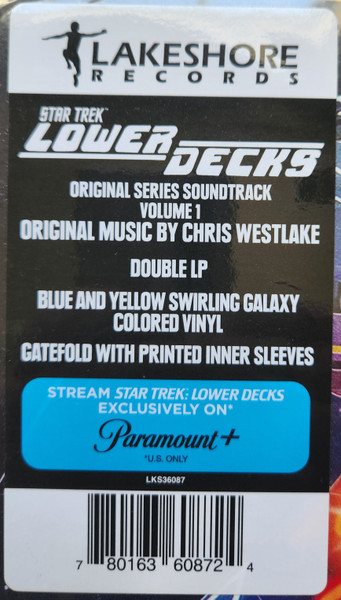 LAKESHORE
RECORDS
STAR TREK™
LOWER DECKS
ORIGINAL SERIES SOUNDTRACK
VOLUME 1
ORIGINAL MUSIC BY CHRIS WESTLAKE
DOUBLE LP
BLUE AND YELLOW SWIRLING GALAXY
COLORED VINYL
GATEFOLD WITH PRINTED INNER SLEEVES
STREAM STAR TREK: LOWER DECKS
EXCLUSIVELY ON*
Paramount+
*U.S. ONLY
LKS36087
7 80163 60872 4